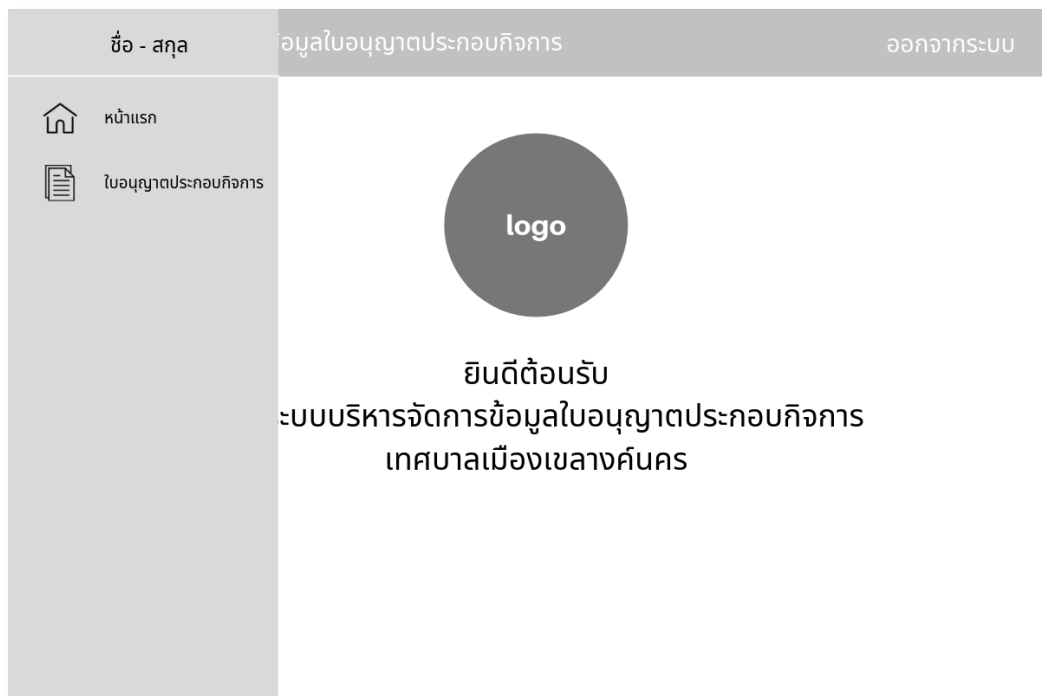 ชื่อ - สกุล
้อมูลใบอนุญาตประกอบกิจการ
ออกจากระบบ
หน้าแรก
ใบอนุญาตประกอบกิจการ
logo
ยินดีต้อนรับ
ะบบบริหารจัดการข้อมูลใบอนุญาตประกอบกิจการ
เทศบาลเมืองเขลางค์นคร